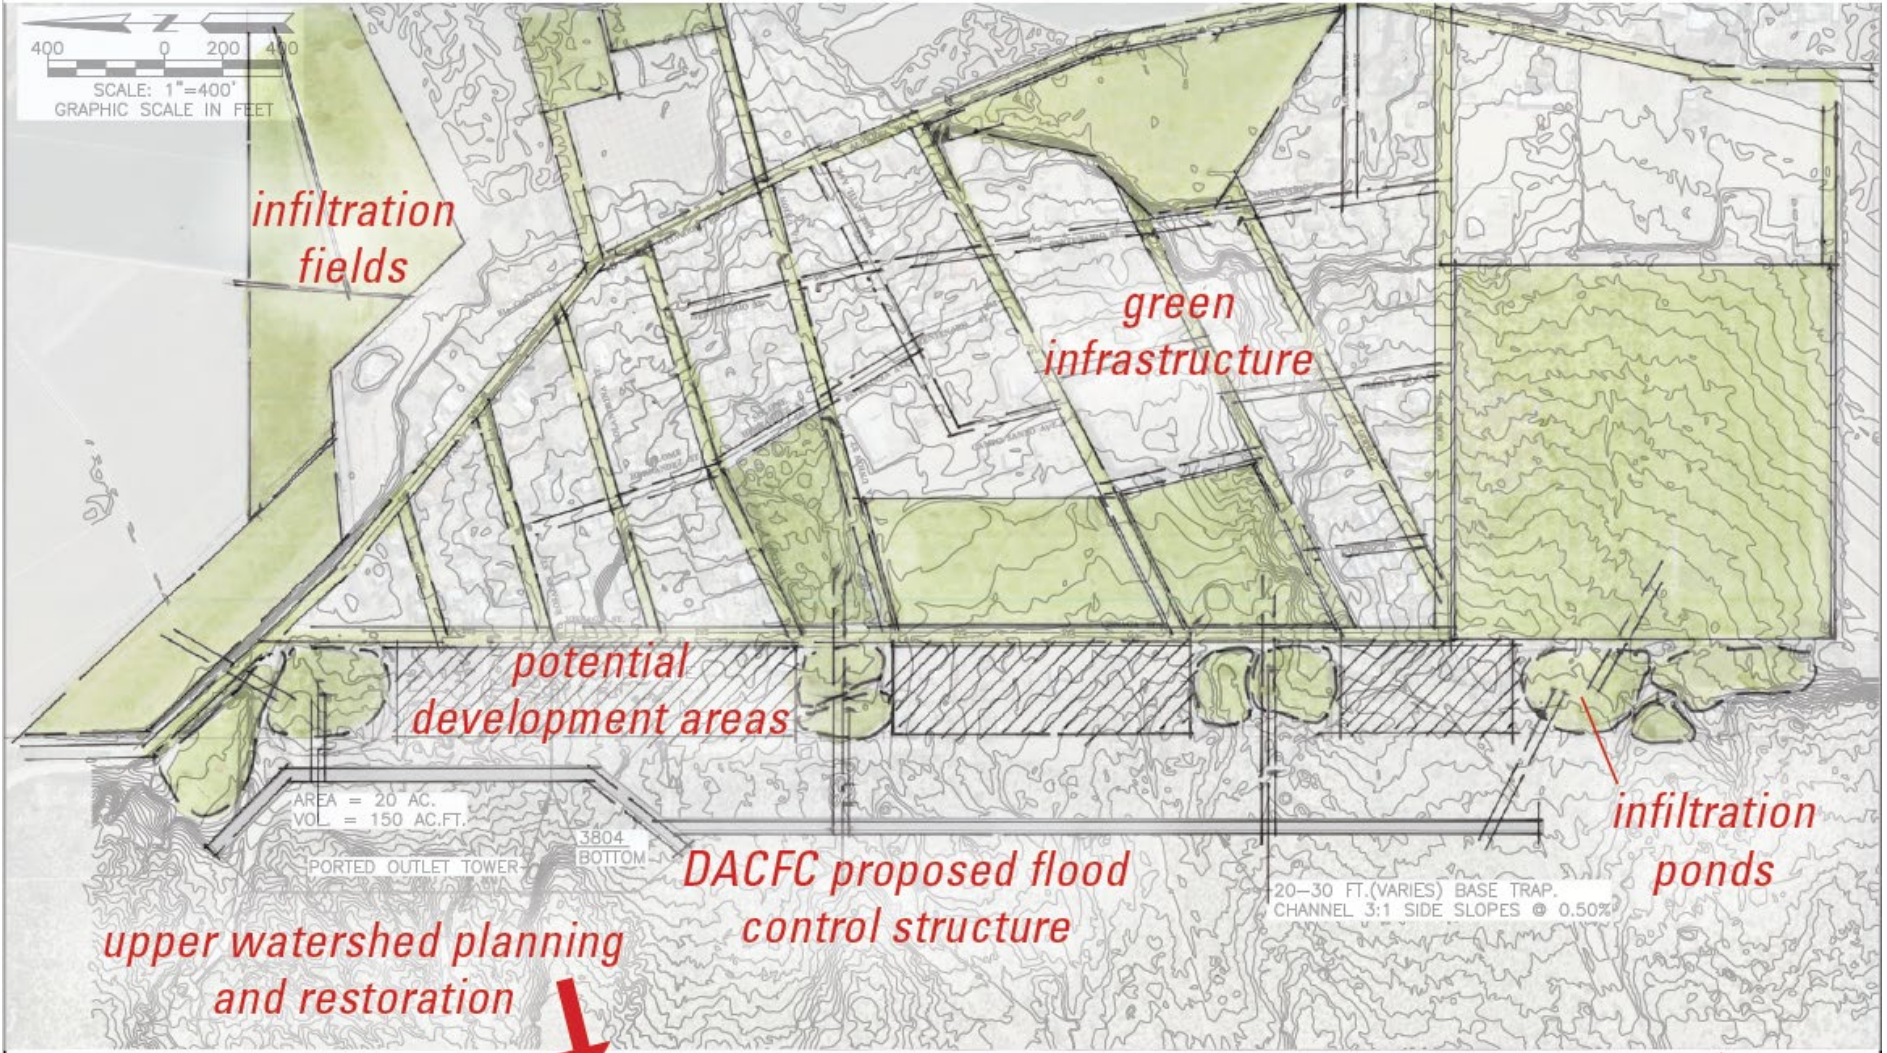 Z
400 0 200 400
SCALE: 1"=400'
GRAPHIC SCALE IN FEET
infiltration
fields
green
infrastructure
potential
development areas
AREA = 20 AC.
VOL. = 150 AC.FT.
3804
BOTTOM
PORTED OUTLET TOWER
DACFC proposed flood
control structure
infiltration
ponds
20-30 FT.(VARIES) BASE TRAP.
CHANNEL 3:1 SIDE SLOPES @ 0.50%
upper watershed planning
and restoration